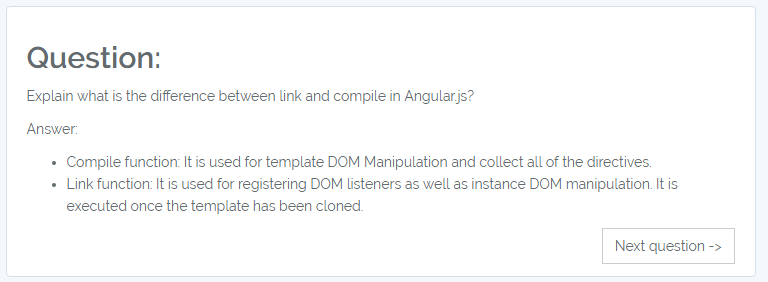 Question:
Explain what is the difference between link and compile in Angular.js?
Answer:
• Compile function: It is used for template DOM Manipulation and collect all of the directives.
• Link function: It is used for registering DOM listeners as well as instance DOM manipulation. It is
executed once the template has been cloned.
Next question ->